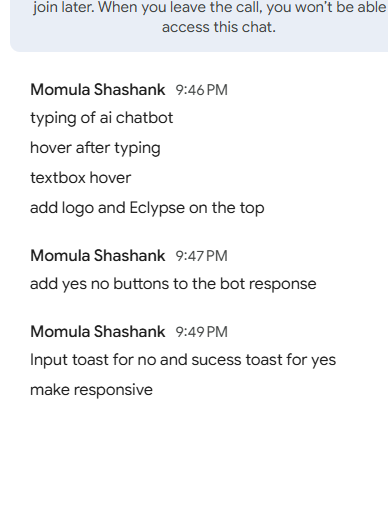 join later. When you leave the call, you won't be able
access this chat.
Momula Shashank 9:46 PM
typing of ai chatbot
hover after typing
textbox hover
add logo and Eclypse on the top
Momula Shashank 9:47 PM
add yes no buttons to the bot response
Momula Shashank 9:49 PM
Input toast for no and sucess toast for yes
make responsive